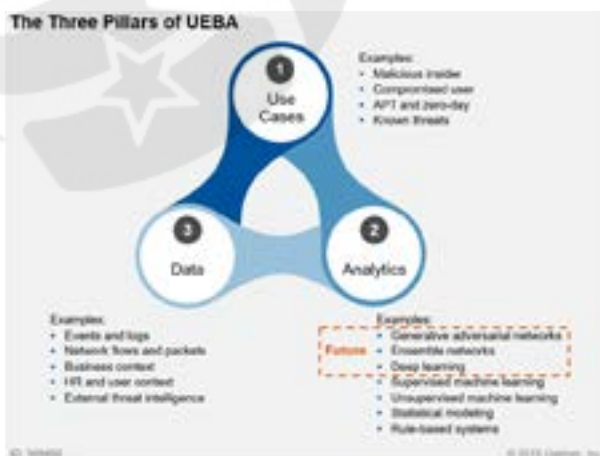 The Three Pillars of UEBA
1
Use
Cases
Examples:
• Malicious insider
• Compromised user
• APT and zero-day
• Known threats
3
Data
2
Analytics
Examples:
• Events and logs
• Network flows and packets
• Business context
• HR and user context
• External threat intelligence
Examples:
Future
• Generative adversarial networks
• Ensemble networks
• Deep learning
• Supervised machine learning
• Unsupervised machine learning
• Statistical modeling
• Rule-based systems